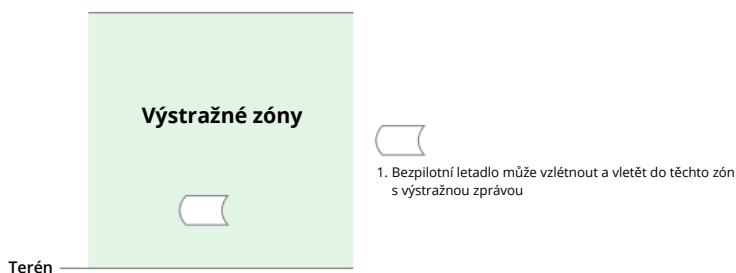 Výstražné zóny
1. Bezpilotní letadlo může vzlétnout a vletět do těchto zón
s výstražnou zprávou
Terén